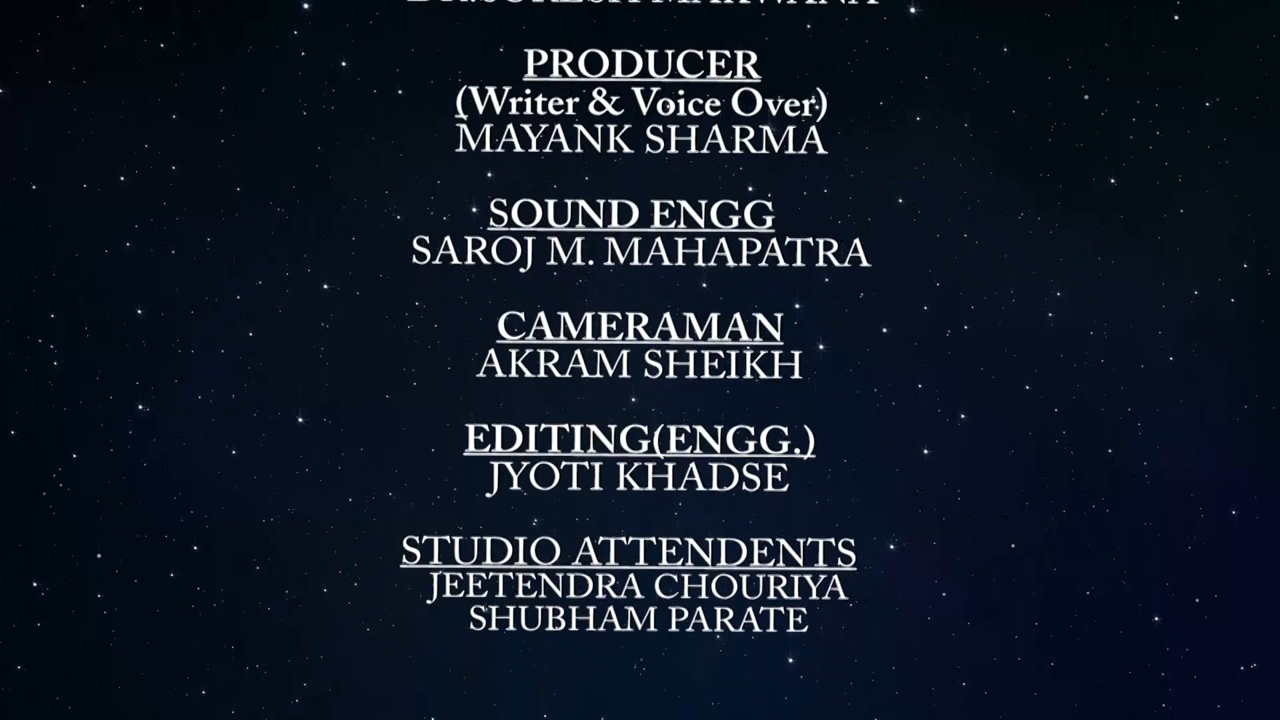 PRODUCER
(Writer & Voice Over)
MAYANK SHARMA
SOUND ENGG
SAROJ M. MAHAPATRA
CAMERAMAN
AKRAM SHEIKH
EDITING(ENGG.)
JYOTI KHADSE
STUDIO ATTENDENTS
JEETENDRA CHOURIYA
SHUBHAM PARATE